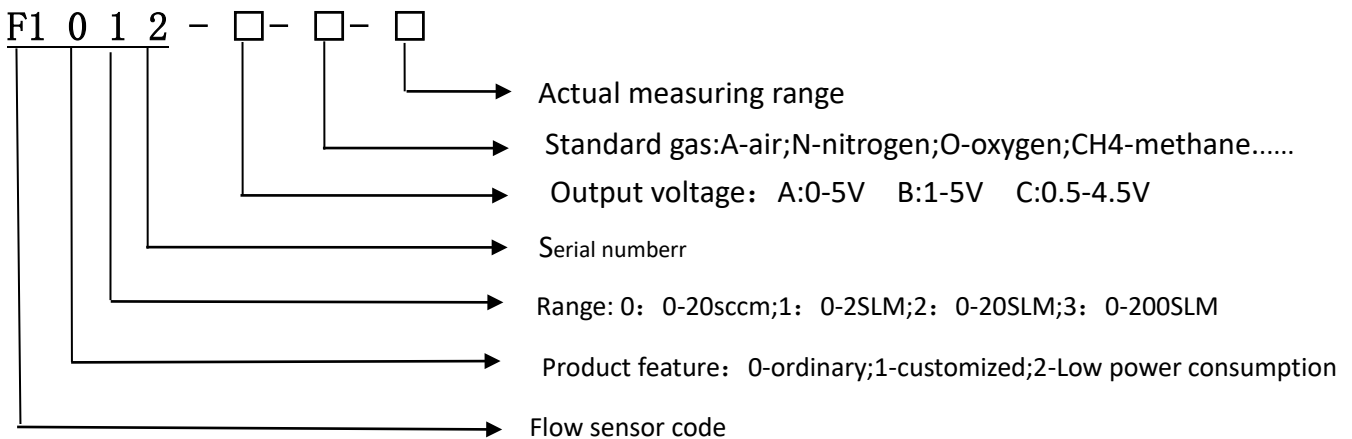 F1 0 1 2 - □- □- □
Actual measuring range
Standard gas:A-air;N-nitrogen;O-oxygen;CH4-methane......
Output voltage：A:0-5V B:1-5V C:0.5-4.5V
Serial numberr
Range: 0：0-20sccm;1：0-2SLM;2：0-20SLM;3：0-200SLM
Product feature：0-ordinary;1-customized;2-Low power consumption
Flow sensor code